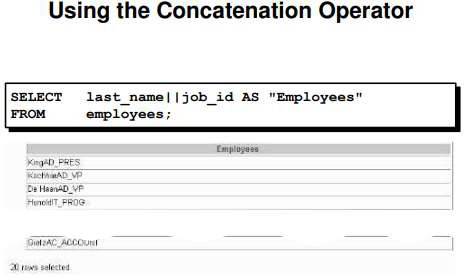 Using the Concatenation Operator
SELECT last_name||job_id AS "Employees"
FROM employees;
Employees
KingAD_PRES
KochharAD_VP
De HaanAD_VP
HunoldIT_PROG
GietzAC_ACCOUNT
20 rows selected